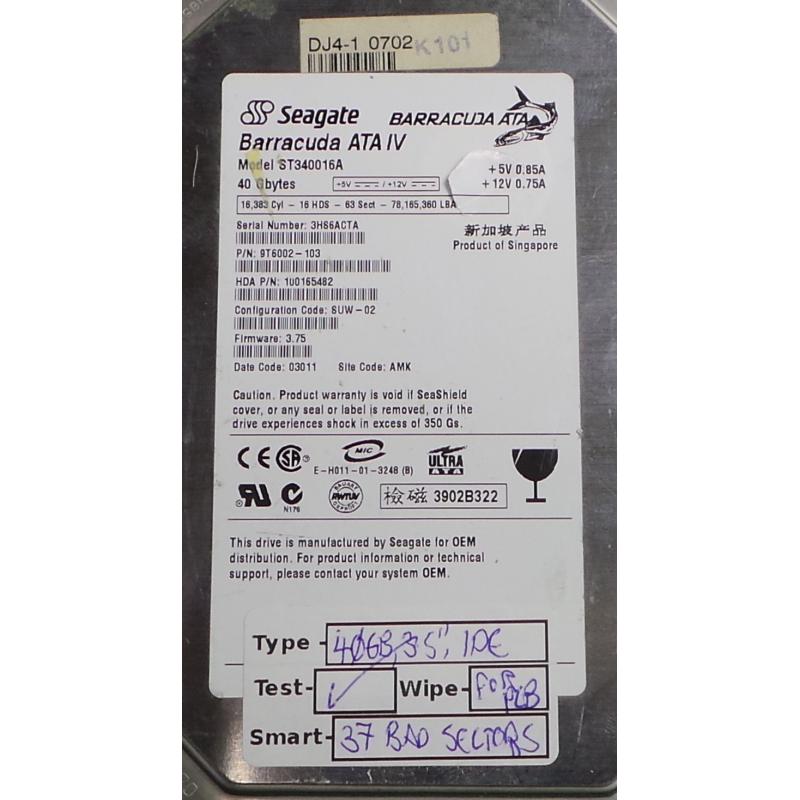 DJ4-1 0702 K101
Seagate BARRACUDA ATA
Barracuda ATA IV
Model ST340016A
+5V 0.85A
40 Gbytes
+5V /+12V
+12V 0.75A
16,383 Cyl - 16 HDS - 63 Sect - 78,165,360 LBA
Serial Number: 3HS6ACTA
新加坡产品
Product of Singapore
P/N: 9T6002-103
HDA P/N: 100165482
Configuration Code: SUW-02
Firmware: 3.75
Date Code: 03011 Site Code: AMK
Caution. Product warranty is void if SeaShield
cover, or any seal or label is removed, or if the
drive experiences shock in excess of 350 Gs.
CE SA MIC
E-H011-01-3248 (B)
ULTRA
ATA
N176
RWTUV
檢磁 3902B322
This drive is manufactured by Seagate for OEM
distribution. For product information or technical
support, please contact your system OEM.
Type - 40GB, 3.5", IDE
Test- ✓ Wipe- FOR PCB
Smart- 37 BAD SECTORS